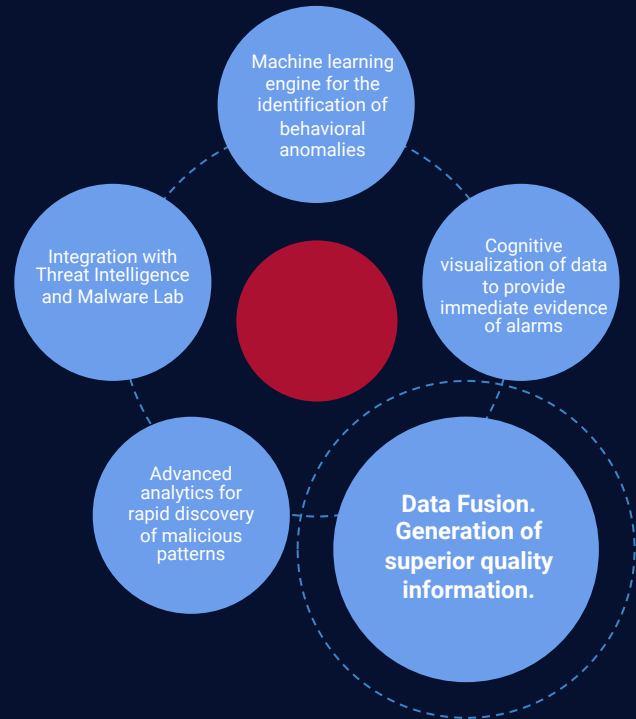 Machine learning
engine for the
identification of
behavioral
anomalies
Cognitive
visualization of data
to provide
immediate evidence
of alarms
Integration with
Threat Intelligence
and Malware Lab
Advanced
analytics for
rapid discovery
of malicious
patterns
Data Fusion.
Generation of
superior quality
information.